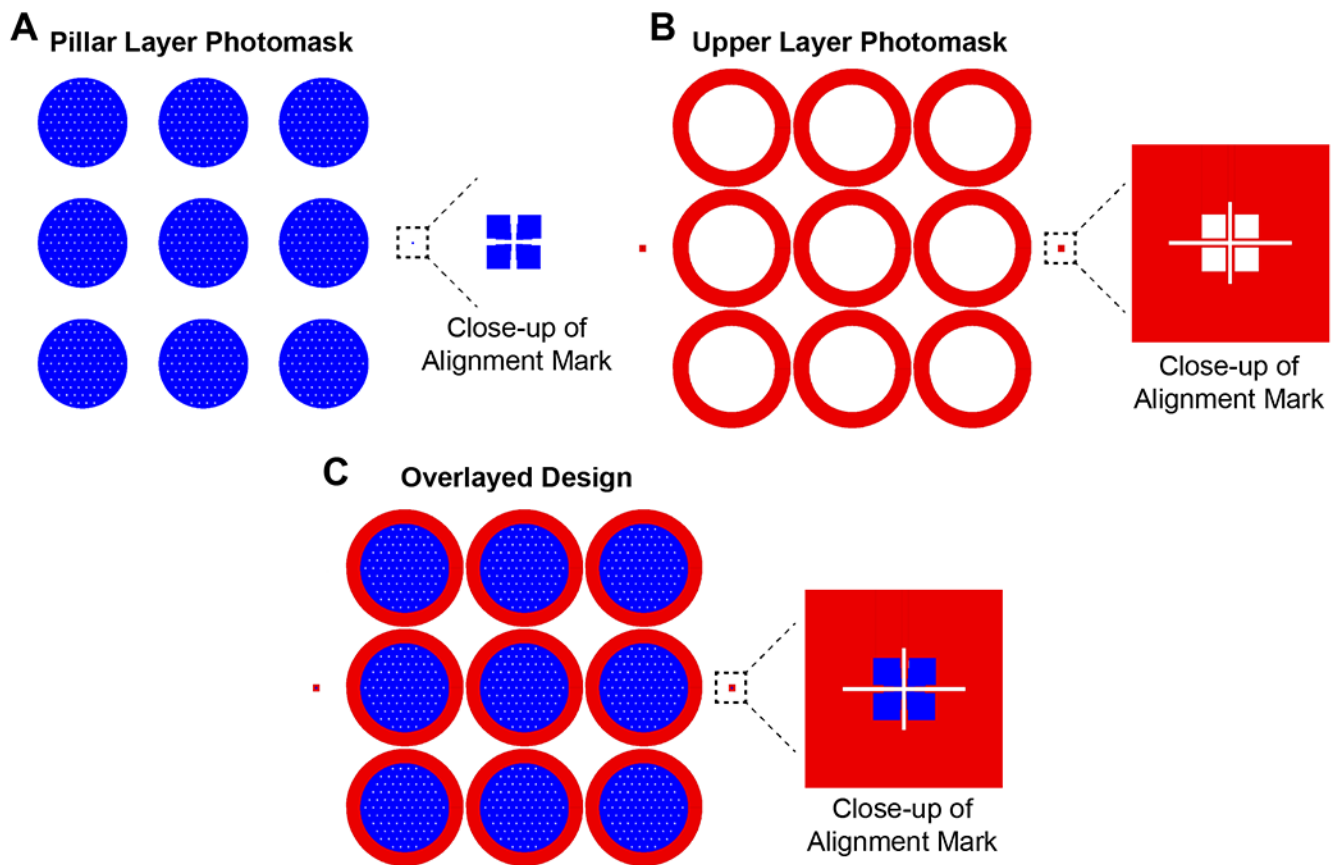 A
Pillar Layer Photomask
Close-up of
Alignment Mark
B
Upper Layer Photomask
Close-up of
Alignment Mark
C
Overlayed Design
Close-up of
Alignment Mark